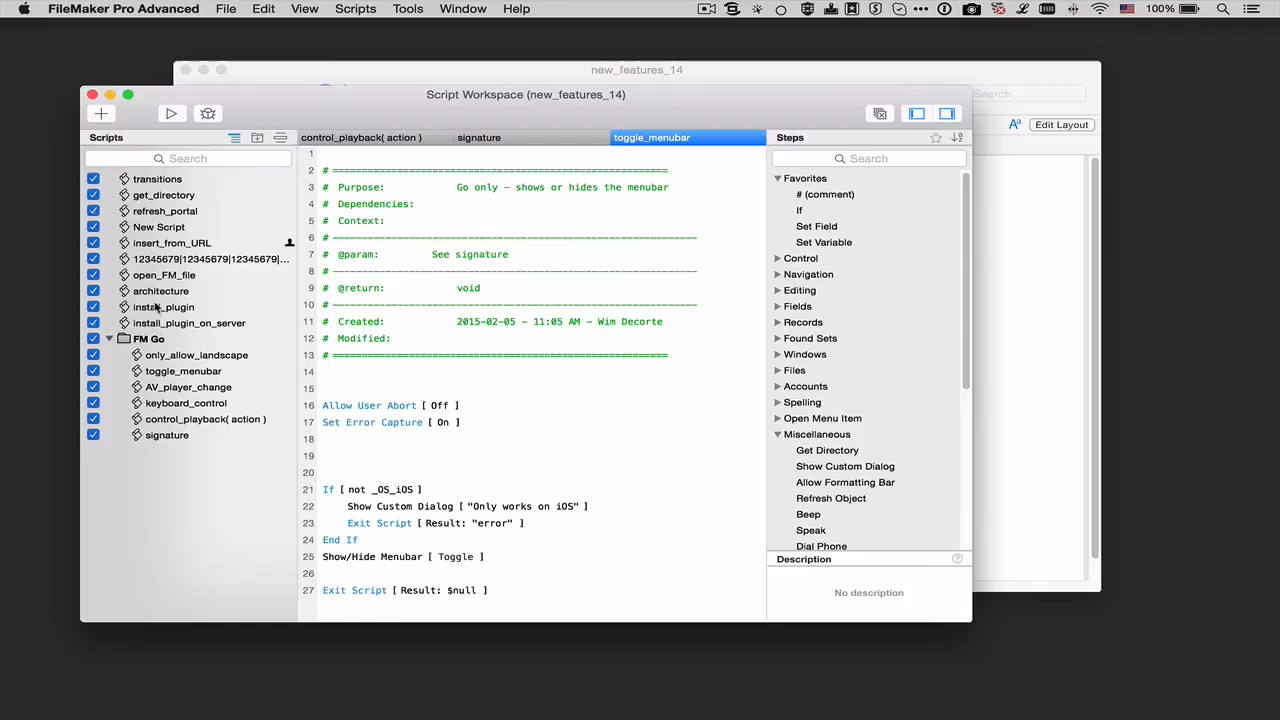 FileMaker Pro Advanced File Edit View Scripts Tools Window Help 100%
new_features_14
Search
Edit Layout
Script Workspace (new_features_14)
Scripts
Search
transitions
get_directory
refresh_portal
New Script
insert_from_URL
12345679|12345679|12345679|...
open_FM_file
architecture
install_plugin
install_plugin_on_server
FM Go
only_allow_landscape
toggle_menubar
AV_player_change
keyboard_control
control_playback( action )
signature
control_playback( action ) signature toggle_menubar
1
2 # =======================================================
3 # Purpose: Go only – shows or hides the menubar
4 # Dependencies:
5 # Context:
6 # ------------------------------------------------------------
7 # @param: See signature
8 # ------------------------------------------------------------
9 # @return: void
10 # ------------------------------------------------------------
11 # Created: 2015-02-05 - 11:05 AM - Wim Decorte
12 # Modified:
13 # =======================================================
14
15
16 Allow User Abort [ Off ]
17 Set Error Capture [ On ]
18
19
20
21 If [ not _OS_iOS ]
22 Show Custom Dialog [ "Only works on iOS" ]
23 Exit Script [ Result: "error" ]
24 End If
25 Show/Hide Menubar [ Toggle ]
26
27 Exit Script [ Result: $null ]
Steps
Search
Favorites
# (comment)
If
Set Field
Set Variable
Control
Navigation
Editing
Fields
Records
Found Sets
Windows
Files
Accounts
Spelling
Open Menu Item
Miscellaneous
Get Directory
Show Custom Dialog
Allow Formatting Bar
Refresh Object
Beep
Speak
Dial Phone
Description
No description